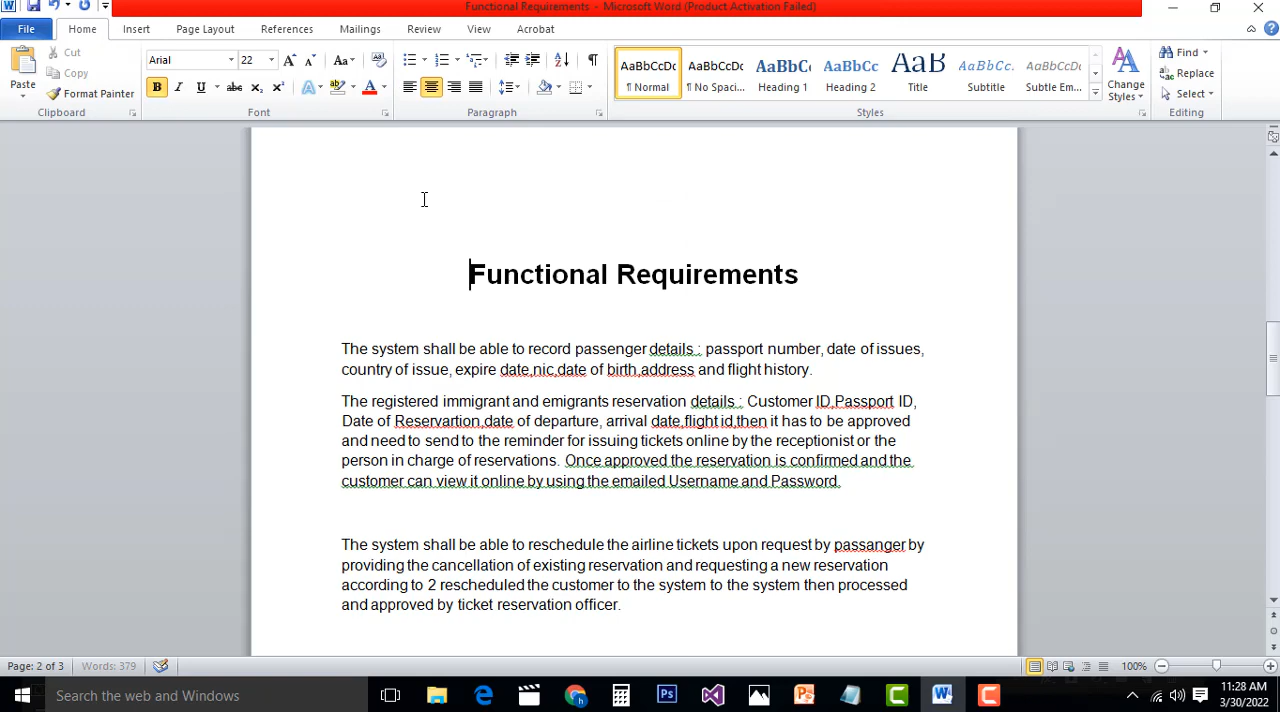 Functional Requirements - Microsoft Word (Product Activation Failed)
File Home Insert Page Layout References Mailings Review View Acrobat
Paste
Cut
Copy
Format Painter
Clipboard
Arial 22
Font
Paragraph
AaBbCcDc AaBbCcDc AaBbC AaBbCc AaB AaBbCc. AaBbCcDc
¶ Normal ¶ No Spaci... Heading 1 Heading 2 Title Subtitle Subtle Em...
Styles
Change
Styles
Find
Replace
Select
Editing
Functional Requirements
The system shall be able to record passenger details : passport number, date of issues,
country of issue, expire date,nic,date of birth,address and flight history.
The registered immigrant and emigrants reservation details : Customer ID,Passport ID,
Date of Reservartion,date of departure, arrival date,flight id,then it has to be approved
and need to send to the reminder for issuing tickets online by the receptionist or the
person in charge of reservations. Once approved the reservation is confirmed and the
customer can view it online by using the emailed Username and Password.
The system shall be able to reschedule the airline tickets upon request by passanger by
providing the cancellation of existing reservation and requesting a new reservation
according to 2 rescheduled the customer to the system to the system then processed
and approved by ticket reservation officer.
Page: 2 of 3 Words: 379 100%
Search the web and Windows
11:28 AM
3/30/2022